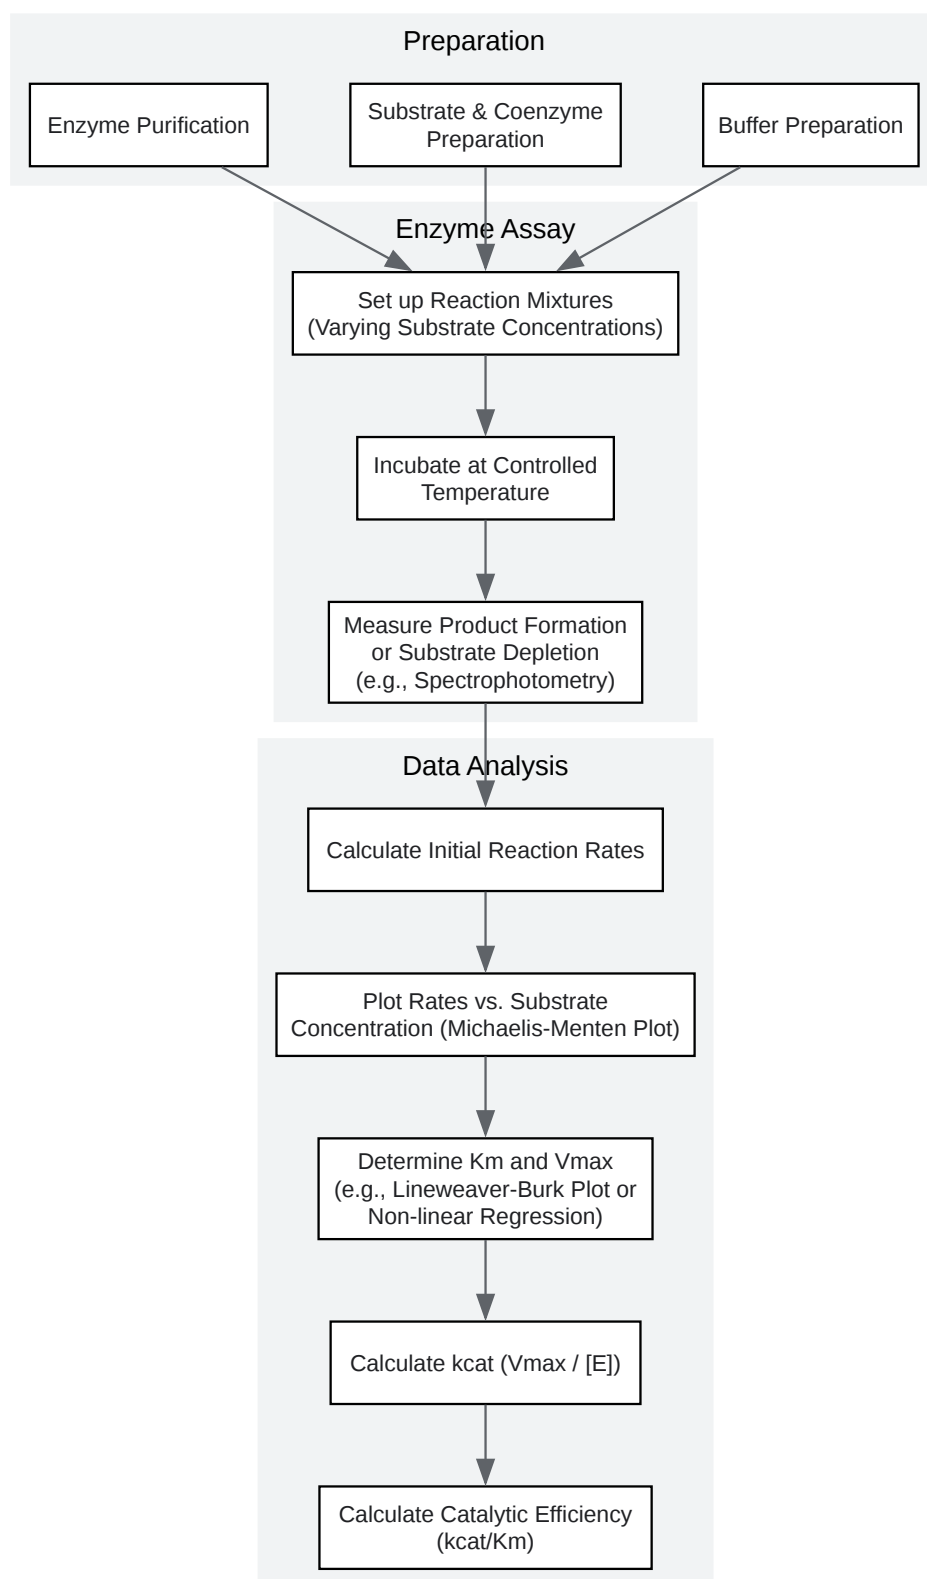 Preparation
Enzyme Purification
Substrate & Coenzyme
Preparation
Buffer Preparation
Enzyme Assay
Set up Reaction Mixtures
(Varying Substrate Concentrations)
Incubate at Controlled
Temperature
Measure Product Formation
or Substrate Depletion
(e.g., Spectrophotometry)
Data Analysis
Calculate Initial Reaction Rates
Plot Rates vs. Substrate
Concentration (Michaelis-Menten Plot)
Determine Km and Vmax
(e.g., Lineweaver-Burk Plot or
Non-linear Regression)
Calculate kcat (Vmax / [E])
Calculate Catalytic Efficiency
(kcat/Km)